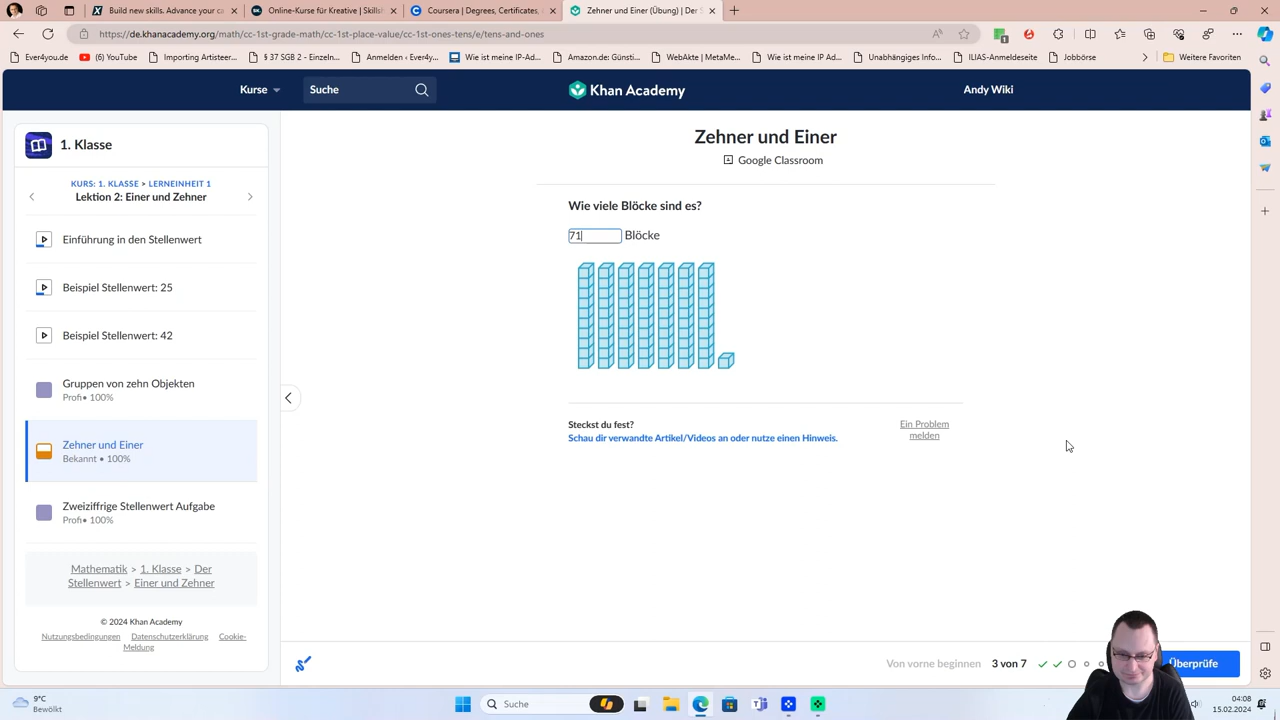 Build new skills. Advance your ca
Online-Kurse für Kreative | Skills
Coursera | Degrees, Certificates,
Zehner und Einer (Übung) | Der S
https://de.khanacademy.org/math/cc-1st-grade-math/cc-1st-place-value/cc-1st-ones-tens/e/tens-and-ones
Ever4you.de
(6) YouTube
Importing Artisteer...
§ 37 SGB 2 - Einzeln...
Anmelden ‹ Ever4y...
Wie ist meine IP-Ad...
Amazon.de: Günsti...
WebAkte | MetaMe...
Wie ist meine IP ad...
Unabhängiges Info...
ILIAS-Anmeldeseite
Jobbörse
Weitere Favoriten
Kurse
Suche
Khan Academy
Andy Wiki
1. Klasse
KURS: 1. KLASSE > LERNEINHEIT 1
Lektion 2: Einer und Zehner
Einführung in den Stellenwert
Beispiel Stellenwert: 25
Beispiel Stellenwert: 42
Gruppen von zehn Objekten
Profi • 100%
Zehner und Einer
Bekannt • 100%
Zweiziffrige Stellenwert Aufgabe
Profi • 100%
Mathematik > 1. Klasse > Der
Stellenwert > Einer und Zehner
© 2024 Khan Academy
Nutzungsbedingungen Datenschutzerklärung Cookie-
Meldung
Zehner und Einer
Google Classroom
Wie viele Blöcke sind es?
71 Blöcke
Steckst du fest?
Schau dir verwandte Artikel/Videos an oder nutze einen Hinweis.
Ein Problem
melden
Von vorne beginnen
3 von 7
Überprüfe
9°C
Bewölkt
Suche
04:08
15.02.2024